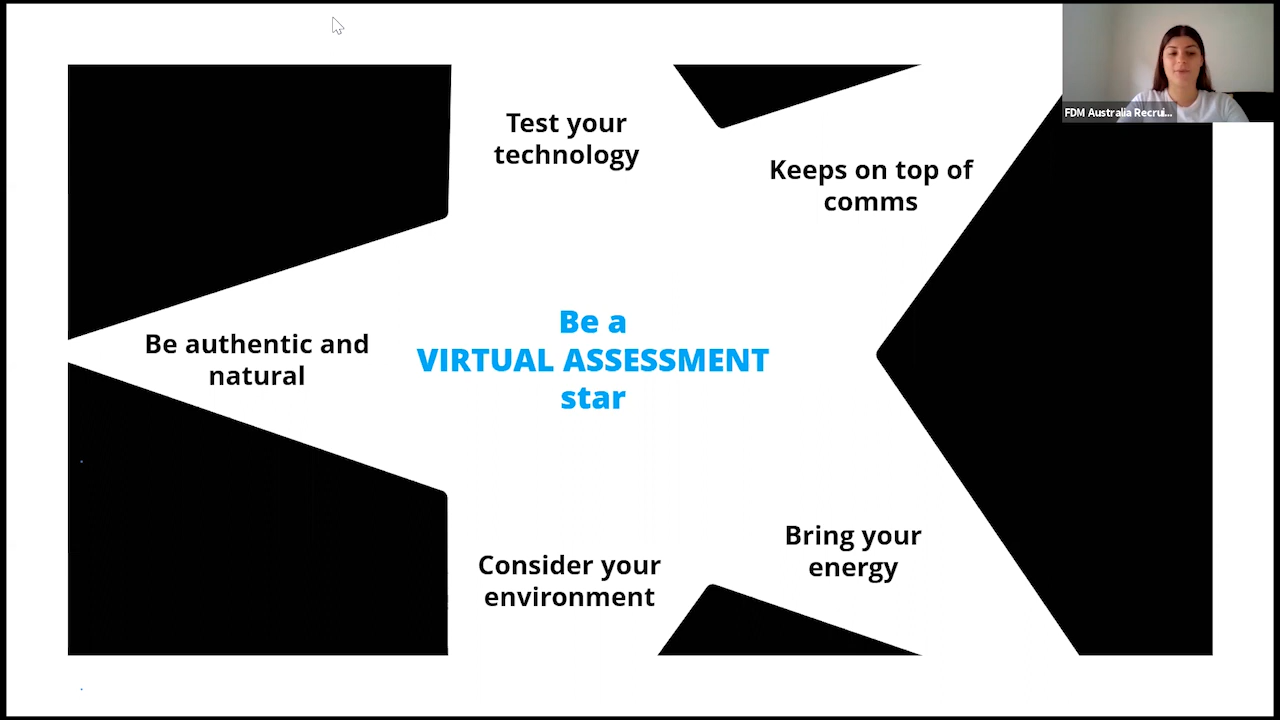 FDM Australia Recrui...
Test your
technology
Keeps on top of
comms
Be authentic and
natural
Be a
VIRTUAL ASSESSMENT
star
Consider your
environment
Bring your
energy